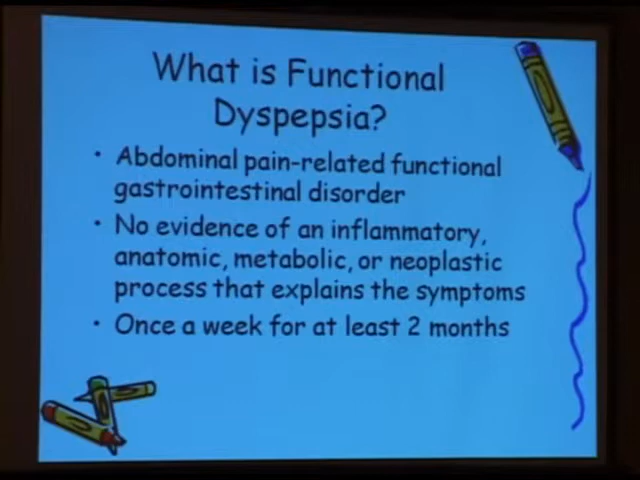 What is Functional
Dyspepsia?
• Abdominal pain-related functional
gastrointestinal disorder
• No evidence of an inflammatory,
anatomic, metabolic, or neoplastic
process that explains the symptoms
• Once a week for at least 2 months